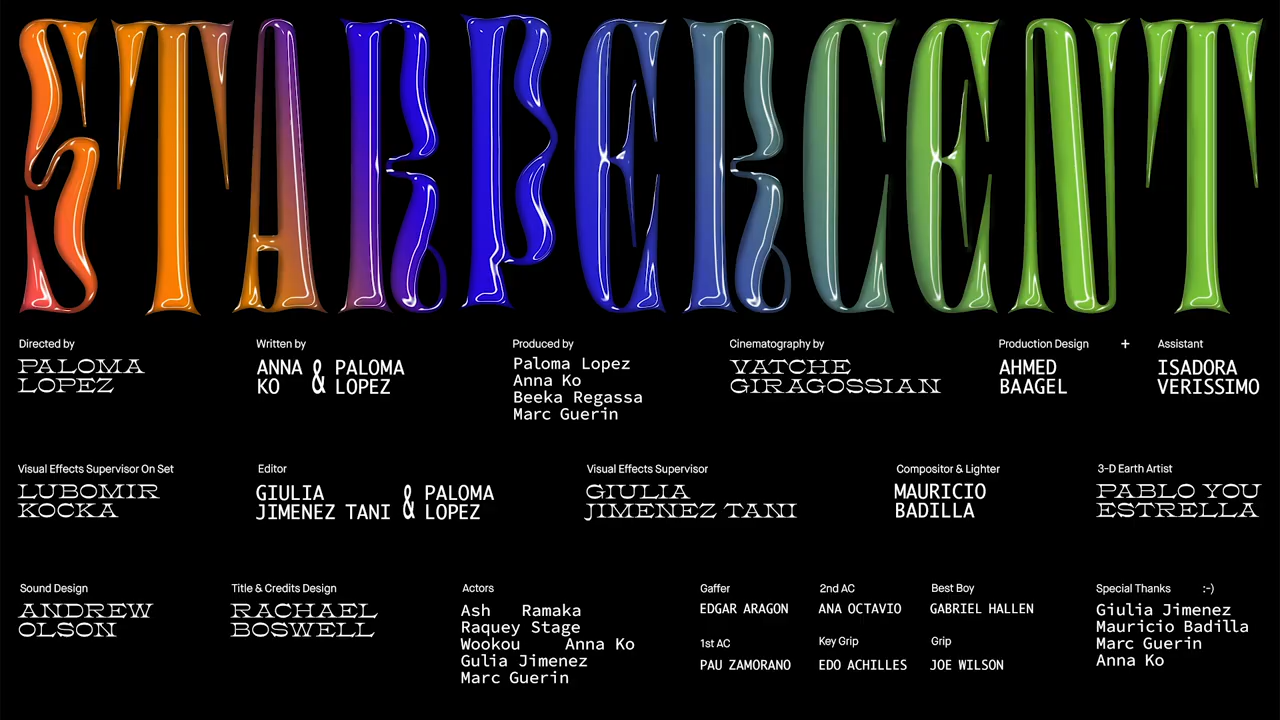 STARPERCENT
Directed by
PALOMA
LOPEZ
Written by
ANNA & PALOMA
KO LOPEZ
Produced by
Paloma Lopez
Anna Ko
Beeka Regassa
Marc Guerin
Cinematography by
VATCHE
GIRAGOSSIAN
Production Design +
AHMED
BAAGEL
Assistant
ISADORA
VERISSIMO
Visual Effects Supervisor On Set
LUBOMIR
KOCKA
Editor
GIULIA & PALOMA
JIMENEZ TANI LOPEZ
Visual Effects Supervisor
GIULIA
JIMENEZ TANI
Compositor & Lighter
MAURICIO
BADILLA
3-D Earth Artist
PABLO YOU
ESTRELLA
Sound Design
ANDREW
OLSON
Title & Credits Design
RACHAEL
BOSWELL
Actors
Ash Ramaka
Raquey Stage
Wookou Anna Ko
Gulia Jimenez
Marc Guerin
Gaffer
EDGAR ARAGON
2nd AC
ANA OCTAVIO
Best Boy
GABRIEL HALLEN
1st AC
PAU ZAMORANO
Key Grip
EDO ACHILLES
Grip
JOE WILSON
Special Thanks :-)
Giulia Jimenez
Mauricio Badilla
Marc Guerin
Anna Ko